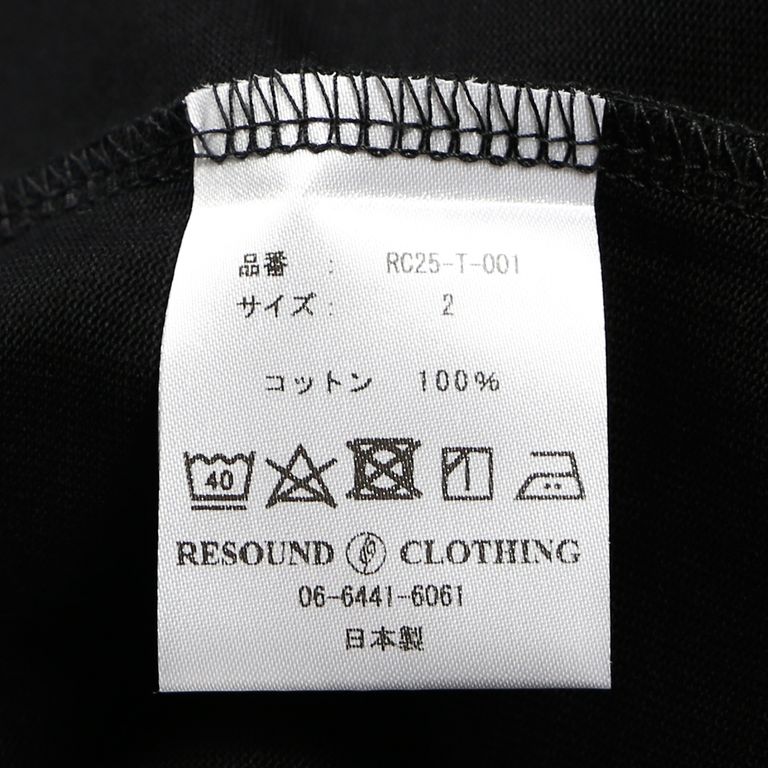 品番 : RC25-T-001
サイズ : 2
コットン 100%
40
RESOUND CLOTHING
06-6441-6061
日本製